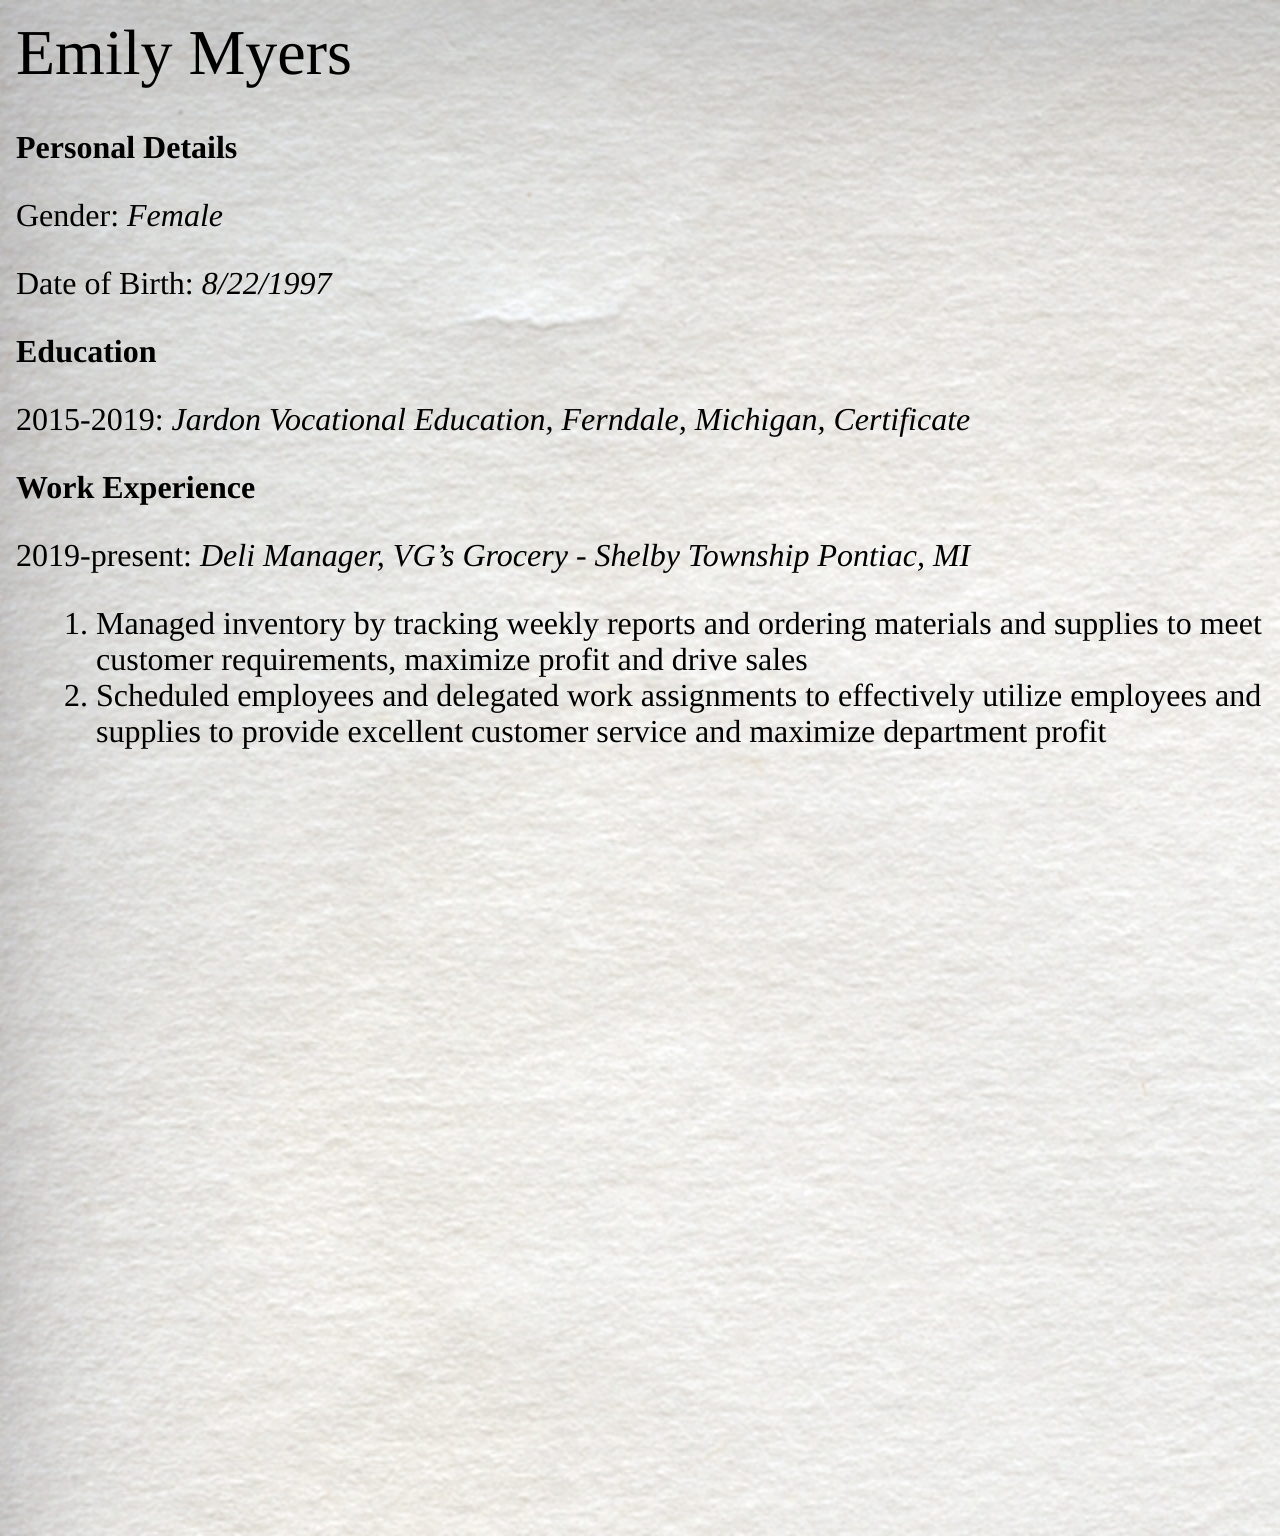 Emily Myers
Personal Details
Gender: Female
Date of Birth: 8/22/1997
Education
2015-2019: Jardon Vocational Education, Ferndale, Michigan, Certificate
Work Experience
2019-present: Deli Manager, VG’s Grocery - Shelby Township Pontiac, MI
1. Managed inventory by tracking weekly reports and ordering materials and supplies to meet
customer requirements, maximize profit and drive sales
2. Scheduled employees and delegated work assignments to effectively utilize employees and
supplies to provide excellent customer service and maximize department profit